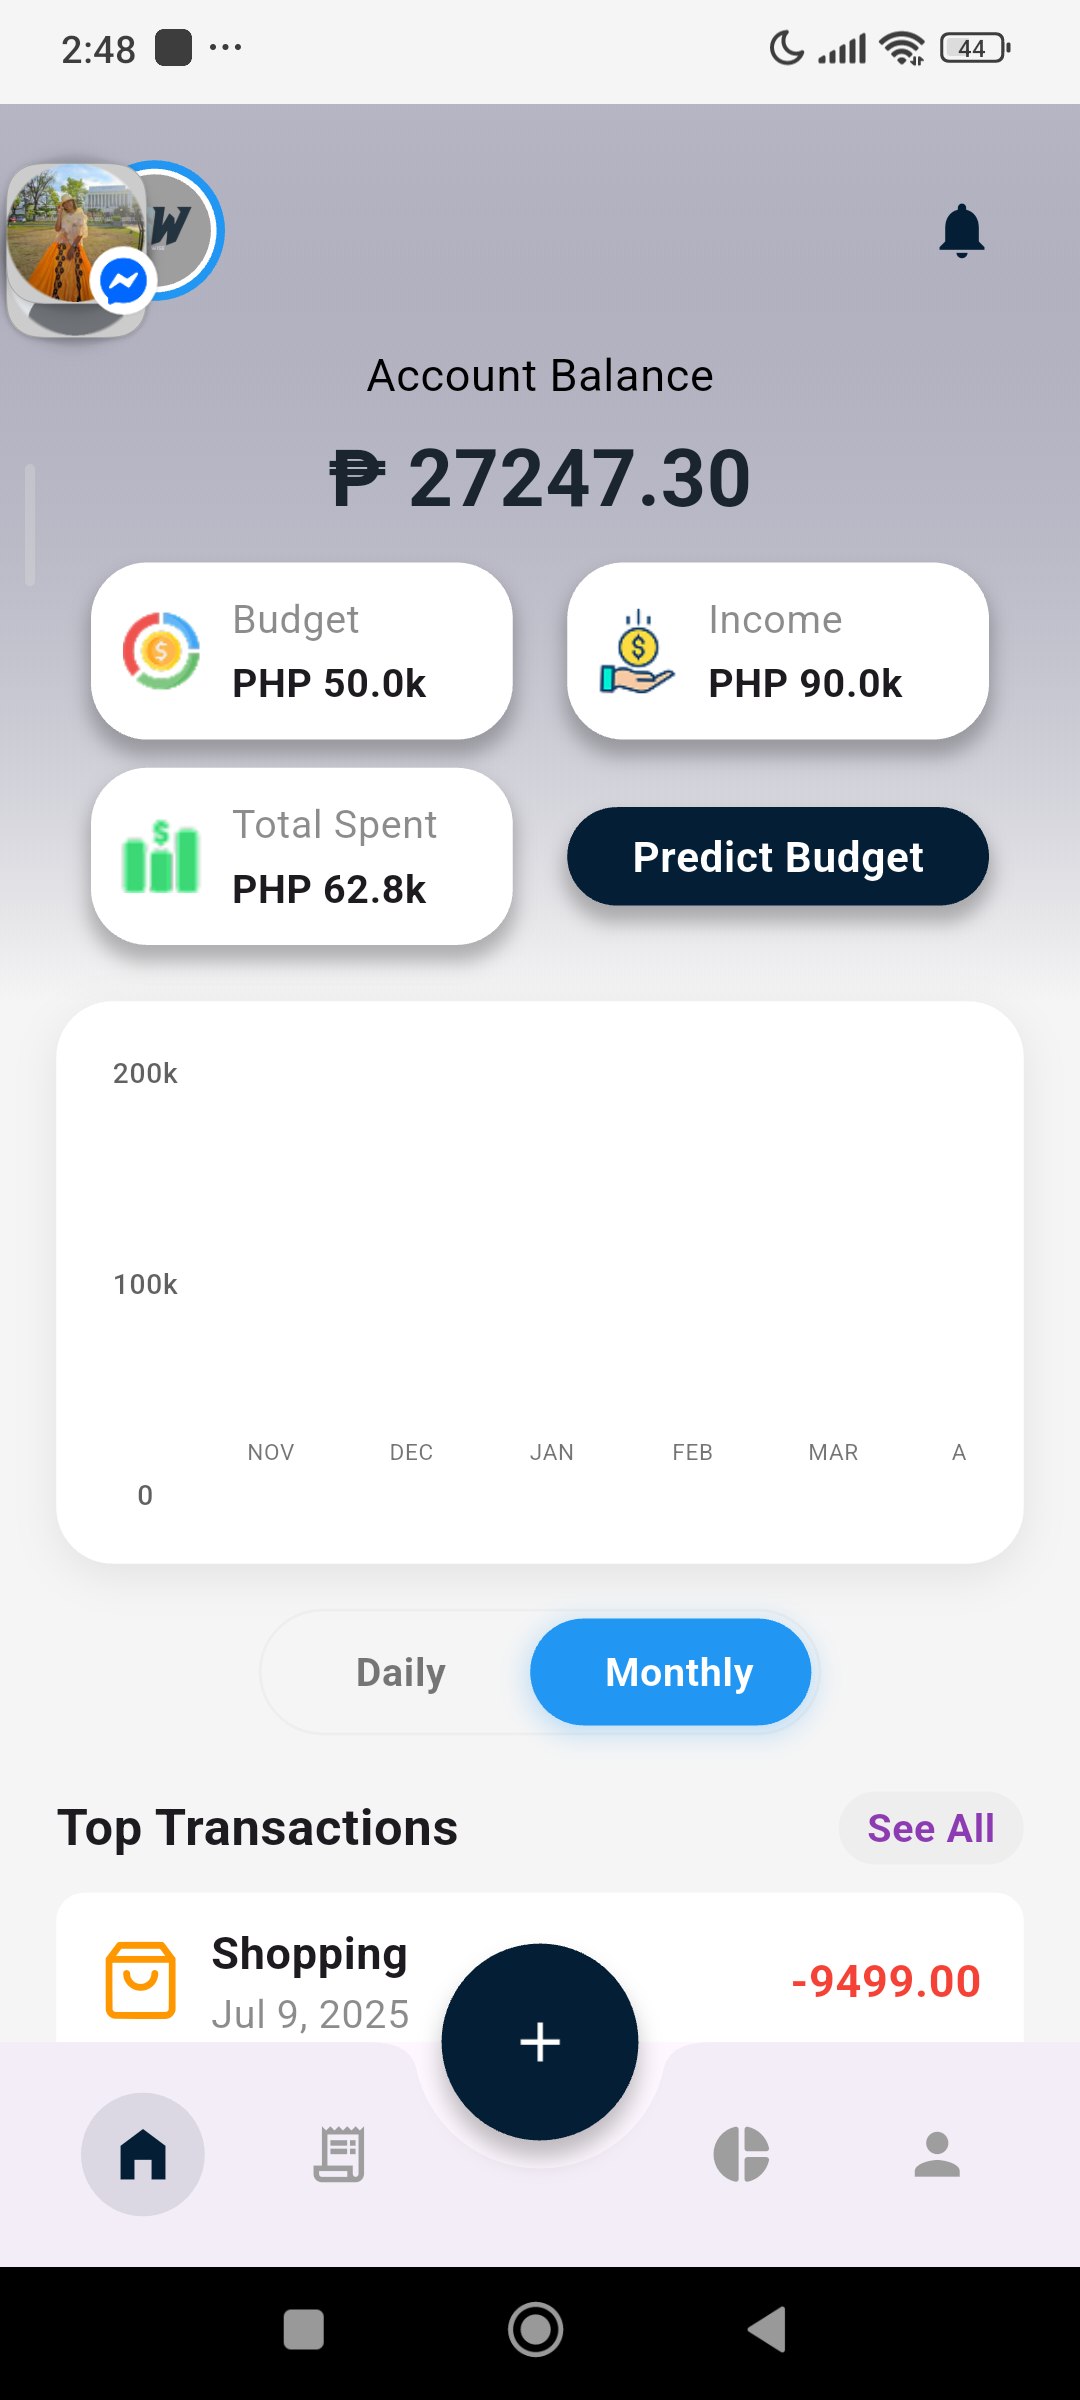 2:48
44
W
Account Balance
₱ 27247.30
Budget
PHP 50.0k
Income
PHP 90.0k
Total Spent
PHP 62.8k
Predict Budget
200k
100k
NOV DEC JAN FEB MAR A
0
Daily Monthly
Top Transactions See All
Shopping
Jul 9, 2025
-9499.00